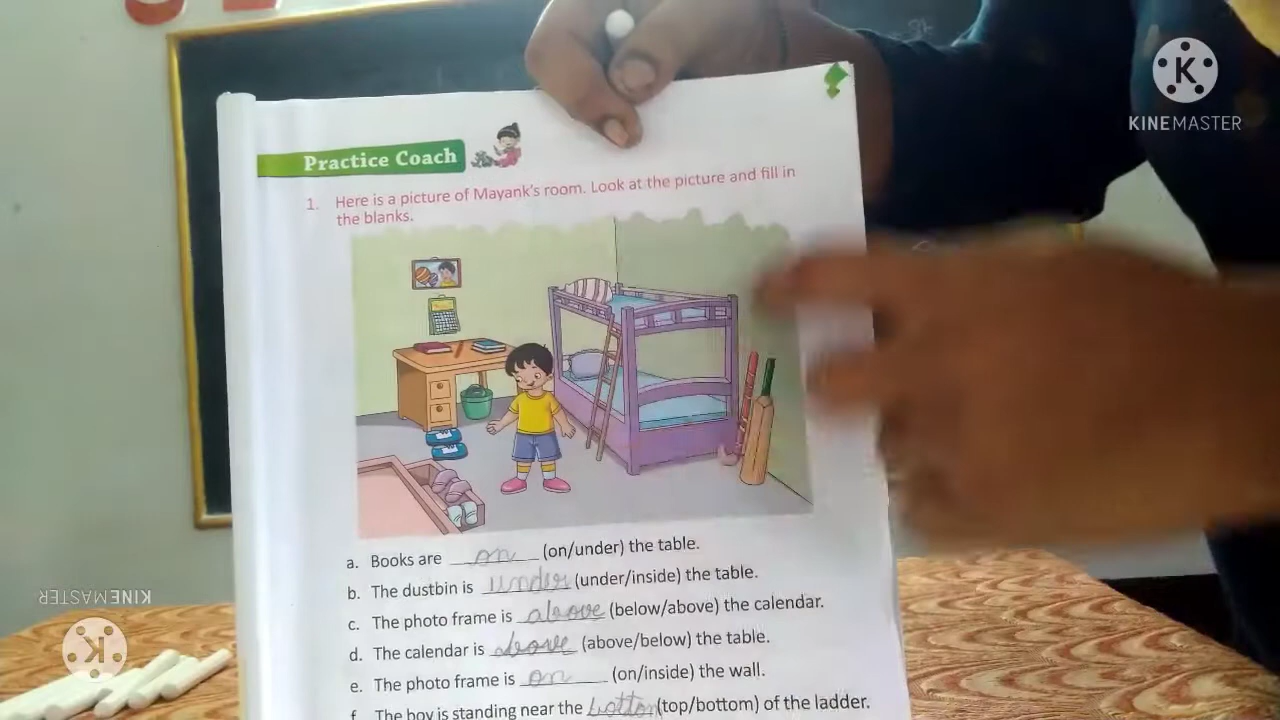 KINEMASTER
Practice Coach
1. Here is a picture of Mayank's room. Look at the picture and fill in
the blanks.
a. Books are on (on/under) the table.
b. The dustbin is under (under/inside) the table.
c. The photo frame is above (below/above) the calendar.
d. The calendar is above (above/below) the table.
e. The photo frame is on (on/inside) the wall.
f. The boy is standing near the bottom (top/bottom) of the ladder.
KINEMASTER